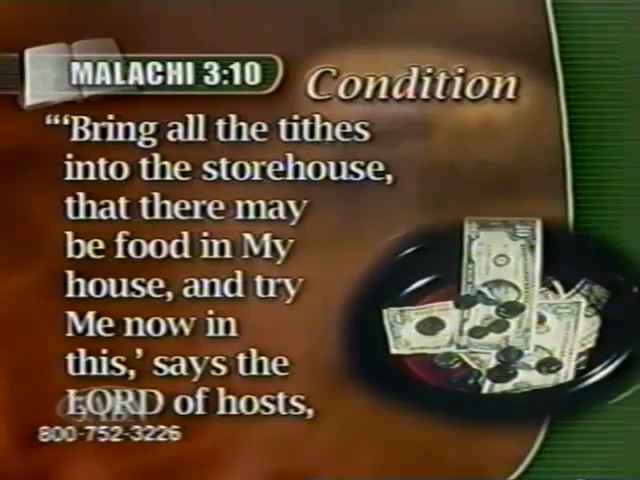 MALACHI 3:10
Condition
"'Bring all the tithes
into the storehouse,
that there may
be food in My
house, and try
Me now in
this,' says the
LORD of hosts,
800-752-3226